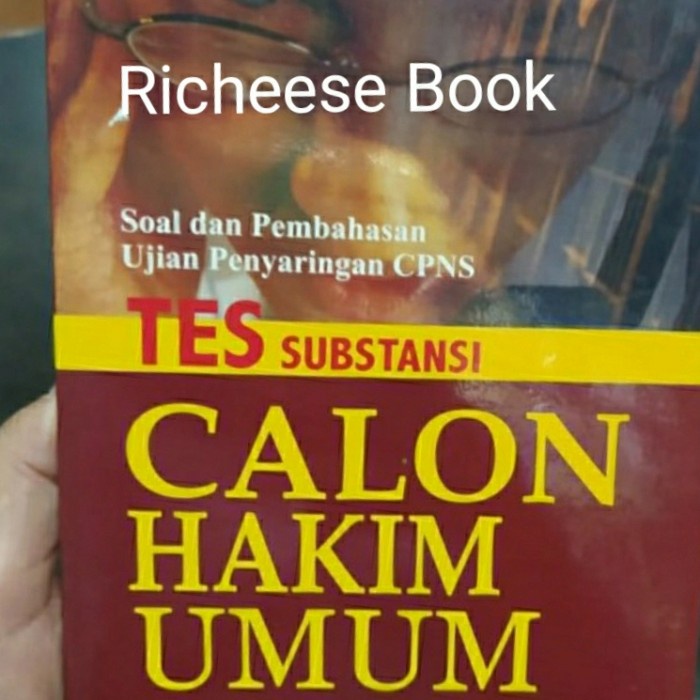 Richeese Book
Soal dan Pembahasan
Ujian Penyaringan CPNS
TES SUBSTANSI
CALON
HAKIM
UMUM